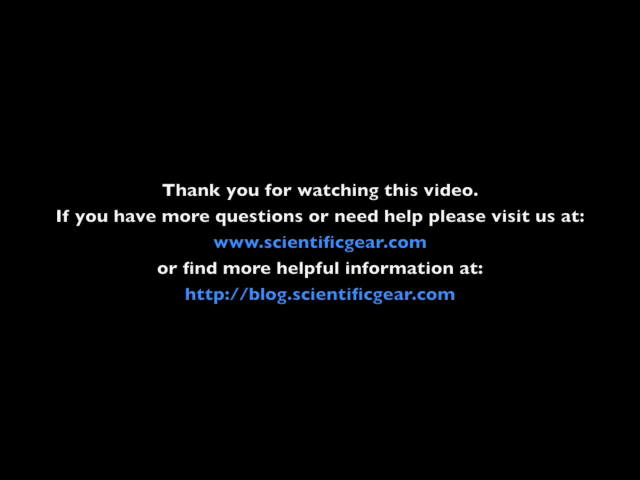 Thank you for watching this video.
If you have more questions or need help please visit us at:
www.scientificgear.com
or find more helpful information at:
http://blog.scientificgear.com